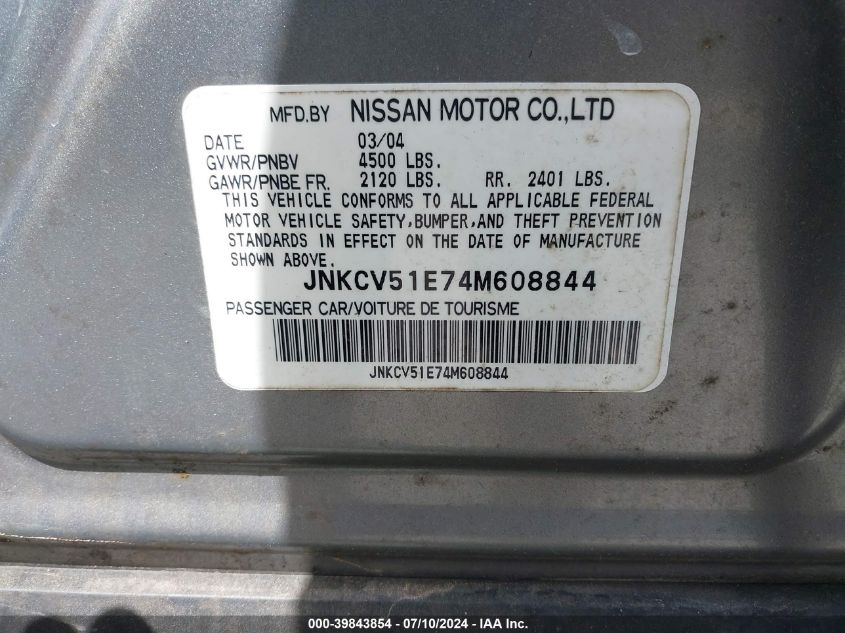 MFD.BY NISSAN MOTOR CO.,LTD
DATE 03/04
GVWR/PNBV 4500 LBS.
GAWR/PNBE FR. 2120 LBS. RR. 2401 LBS.
THIS VEHICLE CONFORMS TO ALL APPLICABLE FEDERAL
MOTOR VEHICLE SAFETY,BUMPER,AND THEFT PREVENTION
STANDARDS IN EFFECT ON THE DATE OF MANUFACTURE
SHOWN ABOVE.
JNKCV51E74M608844
PASSENGER CAR/VOITURE DE TOURISME
JNKCV51E74M608844
000-39843854 - 07/10/2024 - IAA Inc.